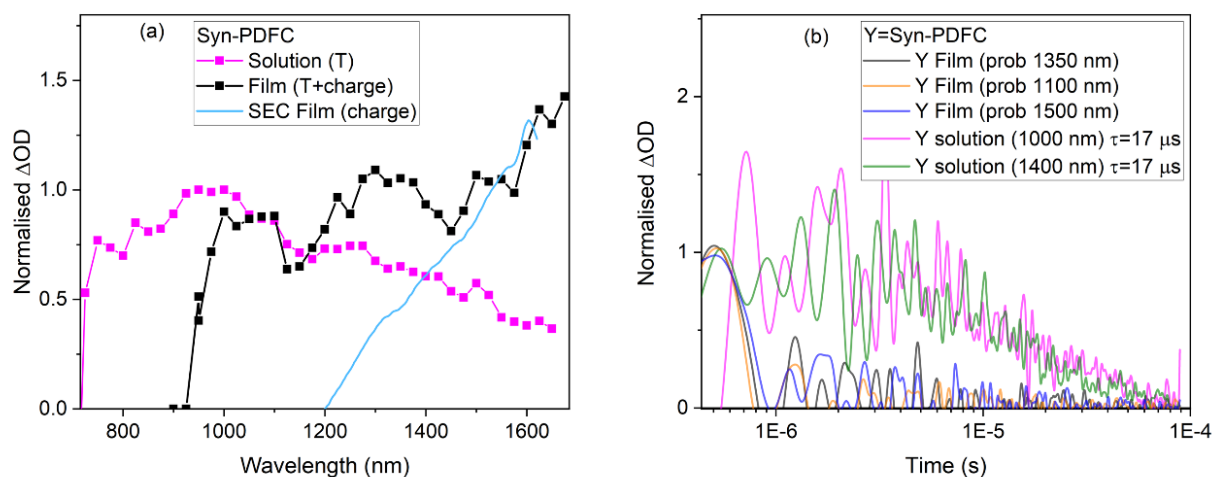 (a)
Syn-PDFC
Solution (T)
Film (T+charge)
SEC Film (charge)
Normalised ΔOD
1.5
1.0
0.5
0.0
800
1000
1200
1400
1600
Wavelength (nm)
(b)
Y=Syn-PDFC
Y Film (prob 1350 nm)
Y Film (prob 1100 nm)
Y Film (prob 1500 nm)
Y solution (1000 nm) τ=17 μs
Y solution (1400 nm) τ=17 μs
Normalised ΔOD
2
1
0
1E-6
1E-5
1E-4
Time (s)